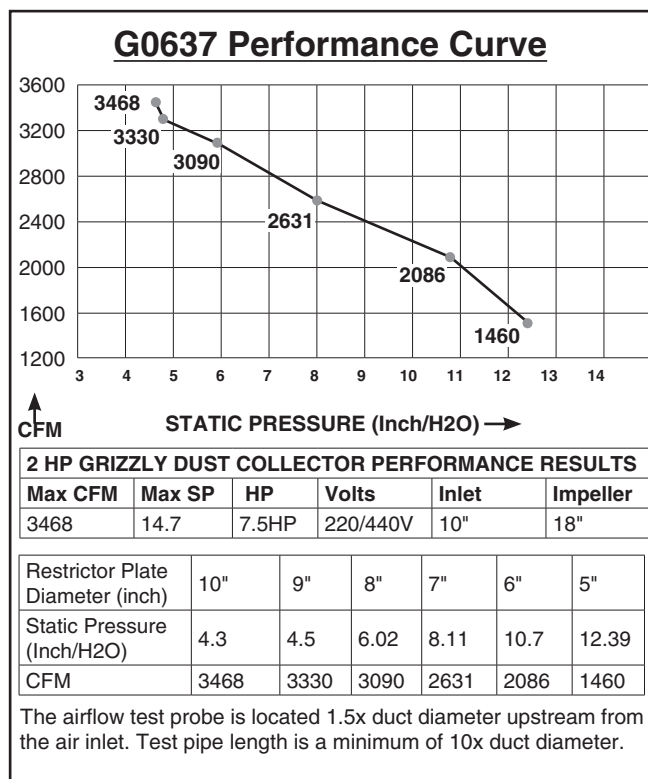 G0637 Performance Curve
3600
3200
2800
2400
2000
1600
1200
3468
3330
3090
2631
2086
1460
3 4 5 6 7 8 9 10 11 12 13 14
CFM
STATIC PRESSURE (Inch/H2O)
2 HP GRIZZLY DUST COLLECTOR PERFORMANCE RESULTS
Max CFM Max SP HP Volts Inlet Impeller
3468 14.7 7.5HP 220/440V 10" 18"
Restrictor Plate
Diameter (inch) 10" 9" 8" 7" 6" 5"
Static Pressure
(Inch/H2O) 4.3 4.5 6.02 8.11 10.7 12.39
CFM 3468 3330 3090 2631 2086 1460
The airflow test probe is located 1.5x duct diameter upstream from
the air inlet. Test pipe length is a minimum of 10x duct diameter.